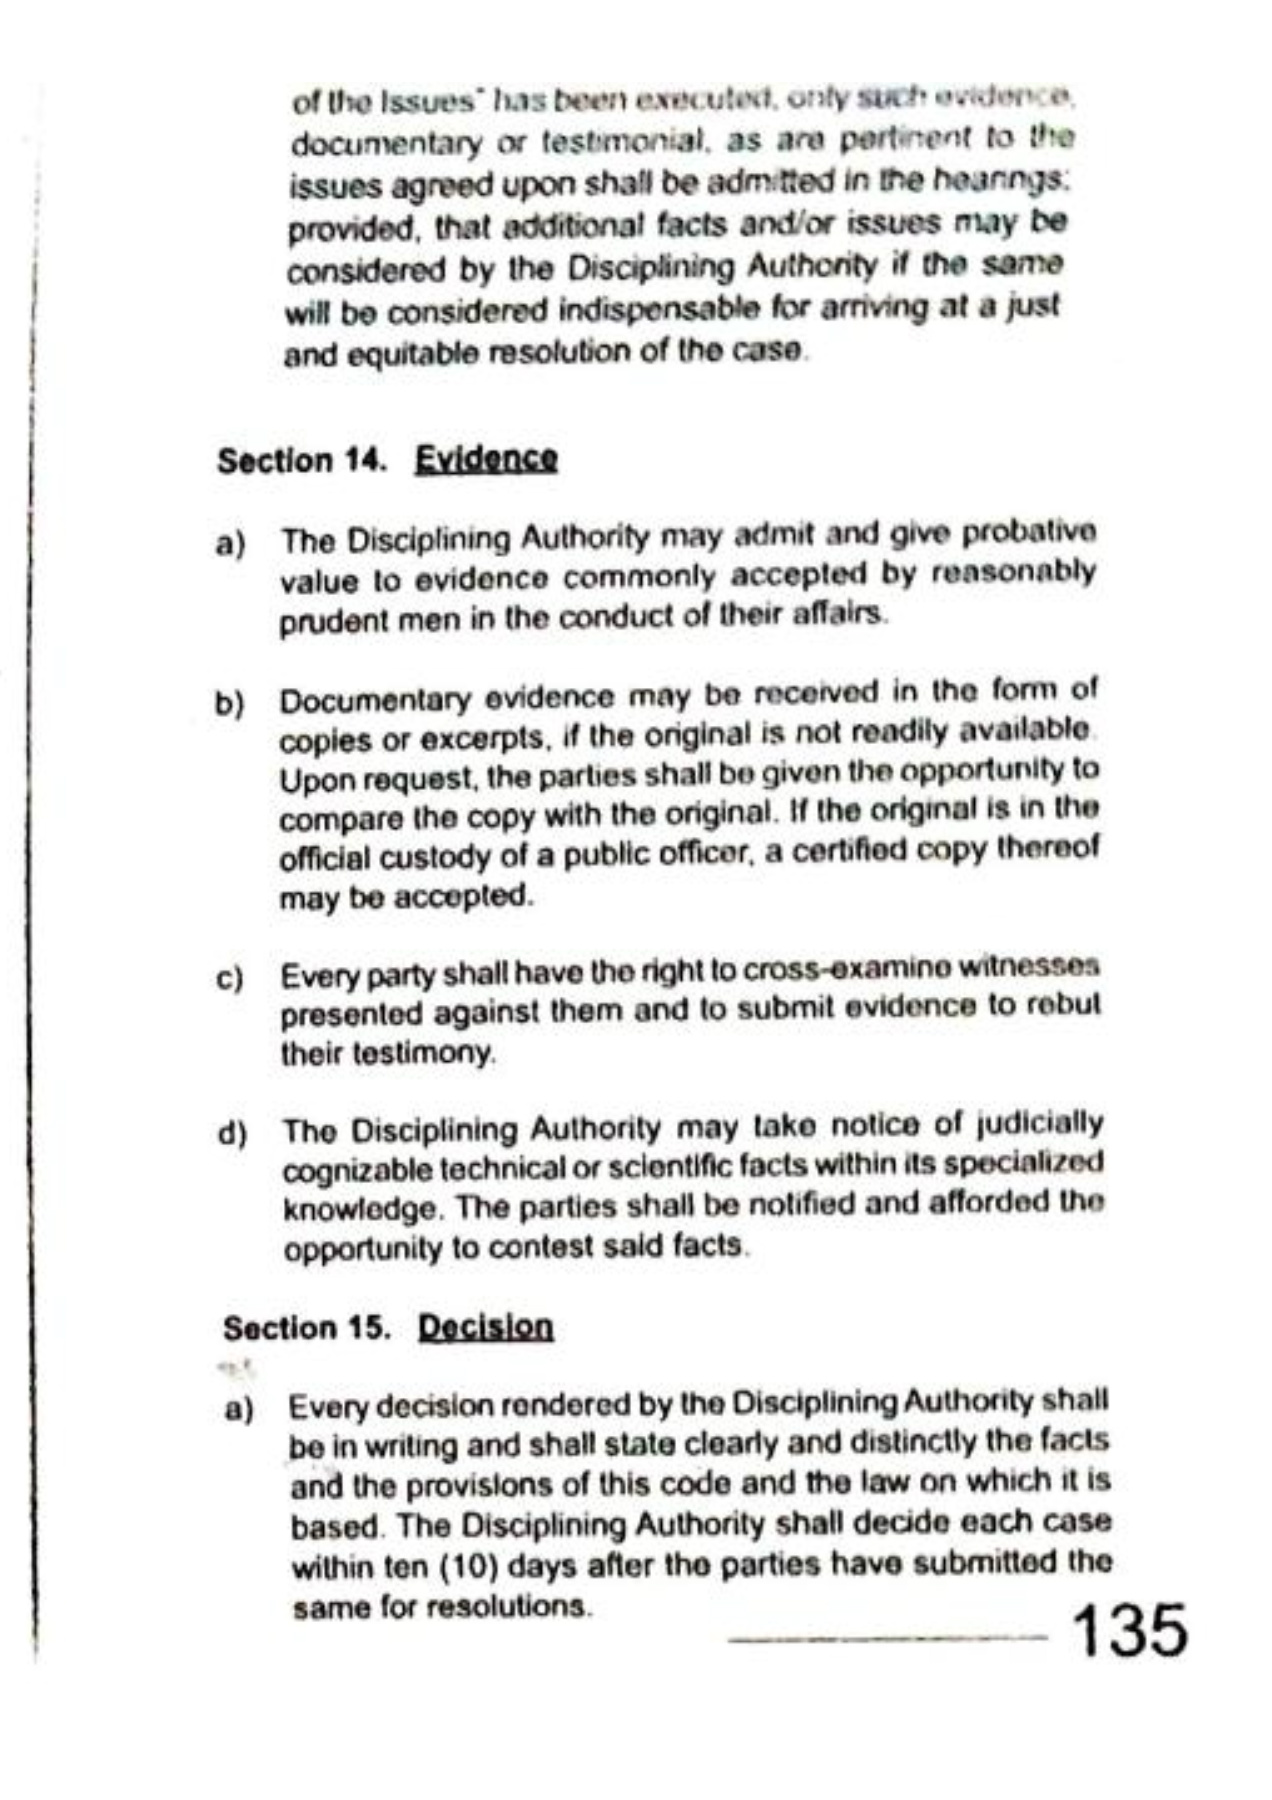 of the Issues" has been executed, only such evidence,
documentary or testimonial, as are pertinent to the
issues agreed upon shall be admitted in the hearings;
provided, that additional facts and/or issues may be
considered by the Disciplining Authority if the same
will be considered indispensable for arriving at a just
and equitable resolution of the case.
Section 14. Evidence
a) The Disciplining Authority may admit and give probative
value to evidence commonly accepted by reasonably
prudent men in the conduct of their affairs.
b) Documentary evidence may be received in the form of
copies or excerpts, if the original is not readily available.
Upon request, the parties shall be given the opportunity to
compare the copy with the original. If the original is in the
official custody of a public officer, a certified copy thereof
may be accepted.
c) Every party shall have the right to cross-examine witnesses
presented against them and to submit evidence to rebut
their testimony.
d) The Disciplining Authority may take notice of judicially
cognizable technical or scientific facts within its specialized
knowledge. The parties shall be notified and afforded the
opportunity to contest said facts.
Section 15. Decision
a) Every decision rendered by the Disciplining Authority shall
be in writing and shall state clearly and distinctly the facts
and the provisions of this code and the law on which it is
based. The Disciplining Authority shall decide each case
within ten (10) days after the parties have submitted the
same for resolutions.
135